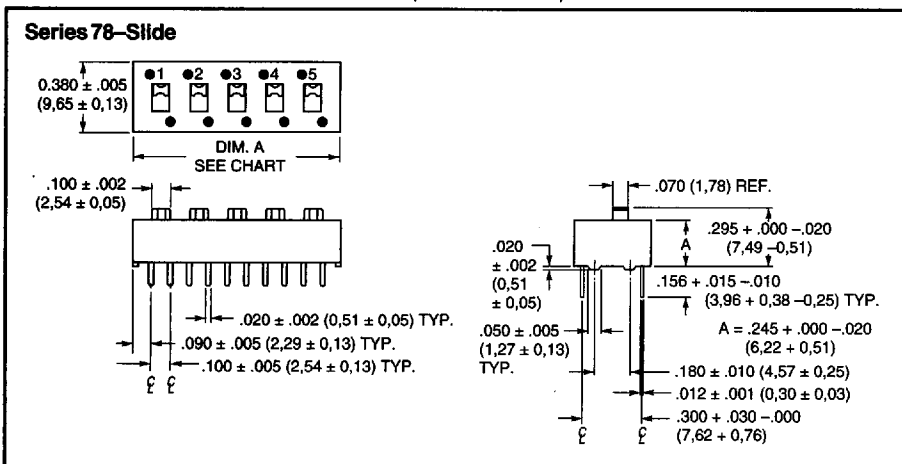 Series 78–Slide
●1 ●2 ●3 ●4 ●5
0.380 ± .005
(9,65 ± 0,13)
DIM. A
SEE CHART
.100 ± .002
(2,54 ± 0,05)
.020 ± .002 (0,51 ± 0,05) TYP.
.090 ± .005 (2,29 ± 0,13) TYP.
.100 ± .005 (2,54 ± 0,13) TYP.
℄ ℄
.070 (1,78) REF.
A
.295 + .000 –.020
(7,49 –0,51)
.020
± .002
(0,51
± 0,05)
.156 + .015 –.010
(3,96 + 0,38 –0,25) TYP.
.050 ± .005
(1,27 ± 0,13)
TYP.
A = .245 + .000 –.020
(6,22 + 0,51)
.180 ± .010 (4,57 ± 0,25)
.012 ± .001 (0,30 ± 0,03)
.300 + .030 –.000
(7,62 + 0,76)
℄ ℄